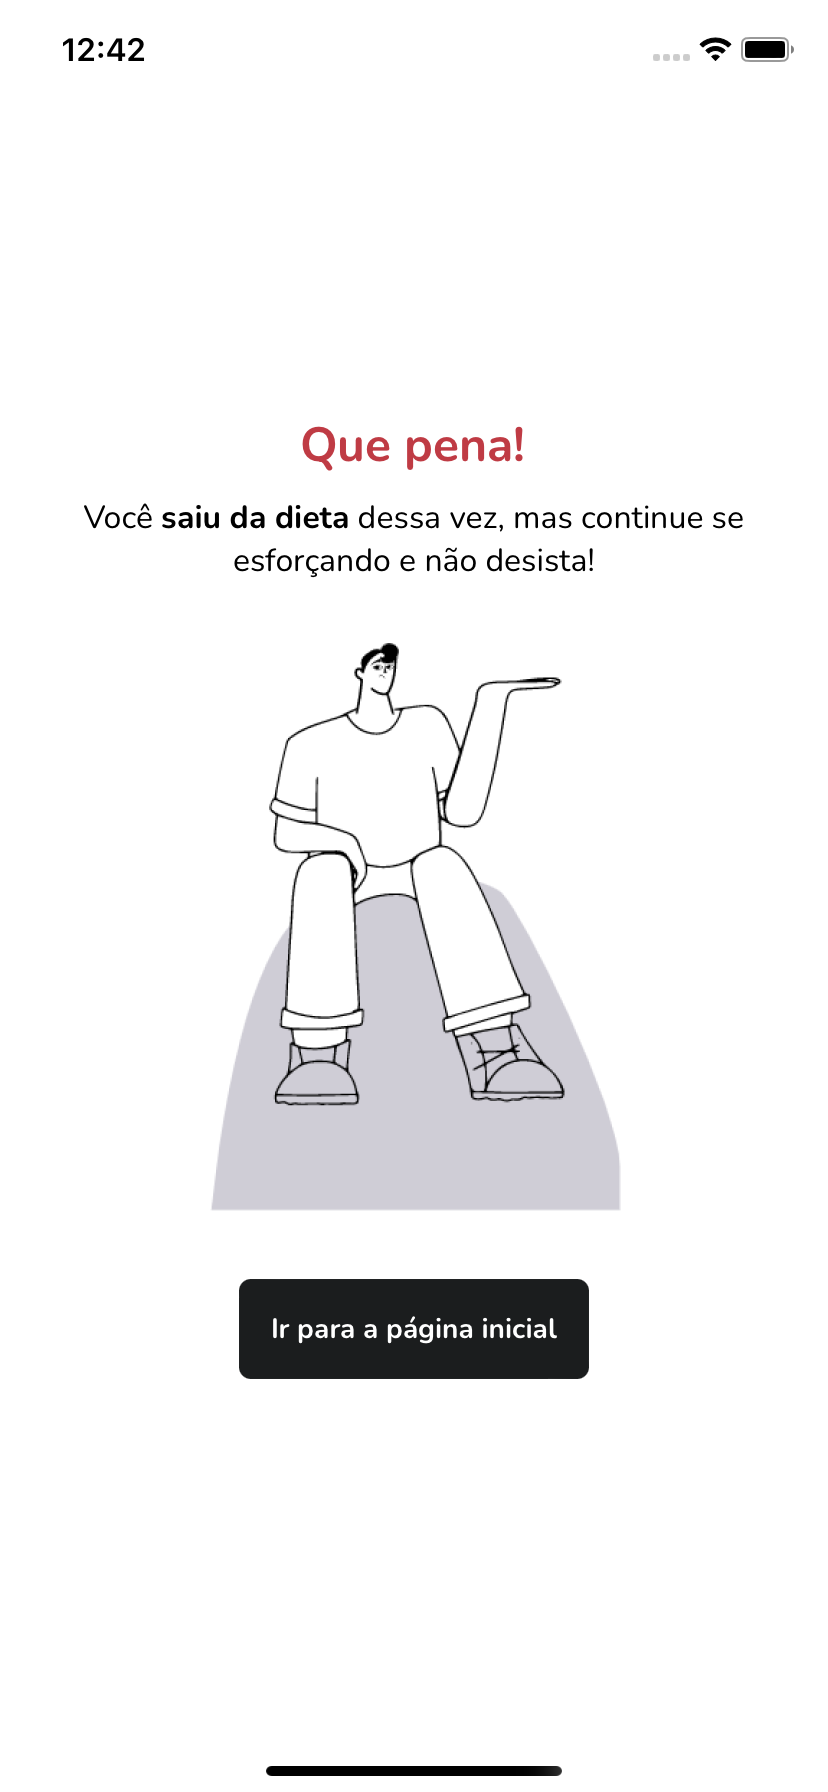 12:42
Que pena!
Você saiu da dieta dessa vez, mas continue se
esforçando e não desista!
Ir para a página inicial